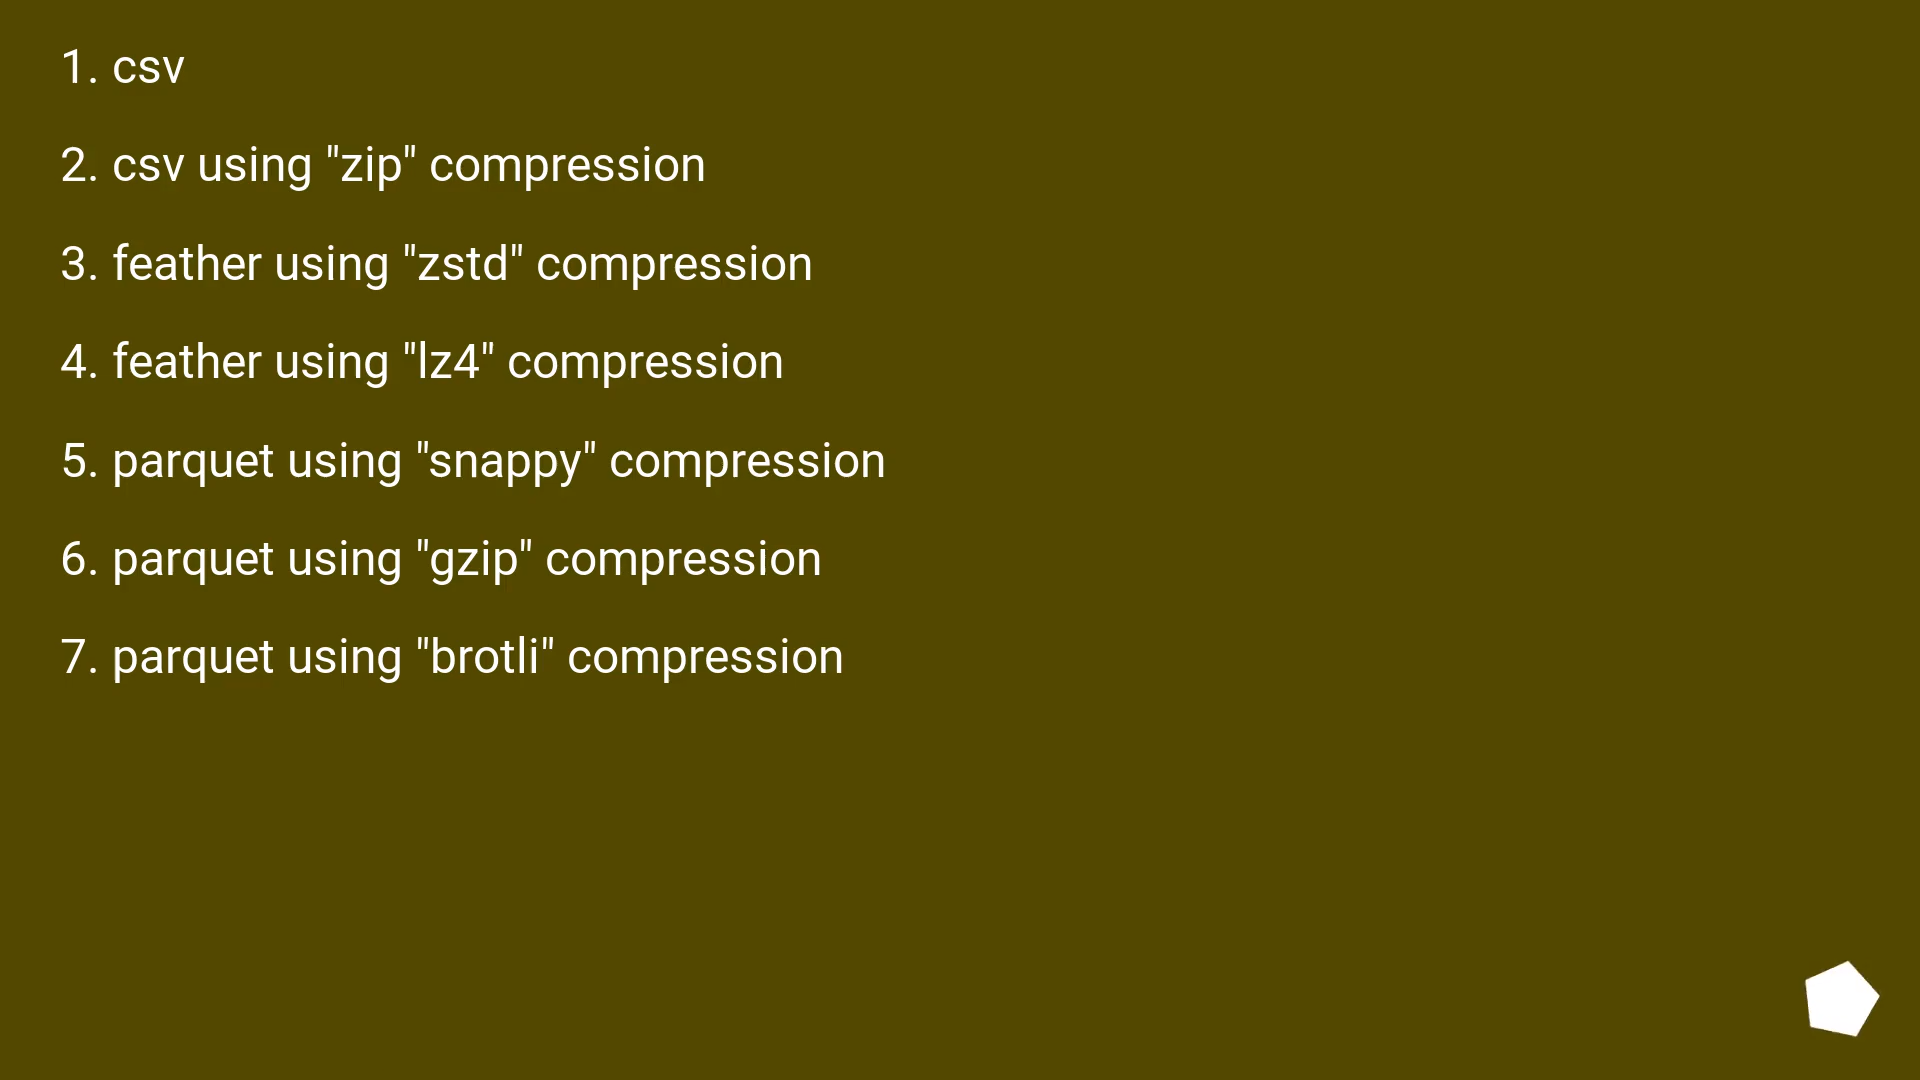 1. csv
2. csv using "zip" compression
3. feather using "zstd" compression
4. feather using "lz4" compression
5. parquet using "snappy" compression
6. parquet using "gzip" compression
7. parquet using "brotli" compression